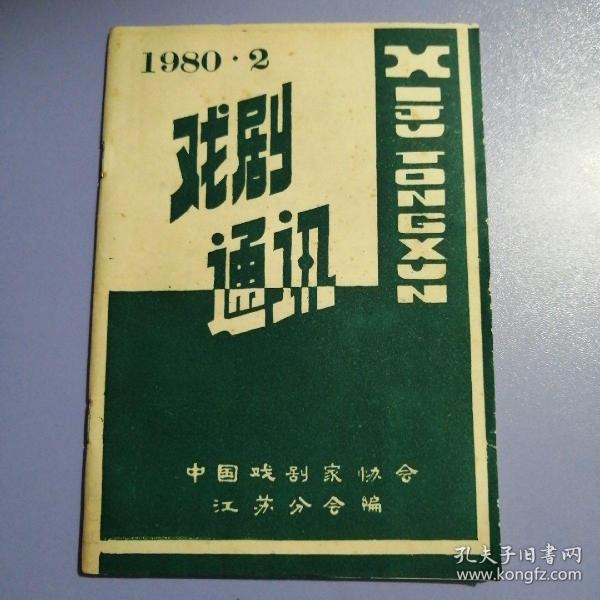 1980·2
戏剧
通讯
XIJU TONGXUN
中国戏剧家协会
江苏分会编
孔夫子旧书网
www.kongfz.com